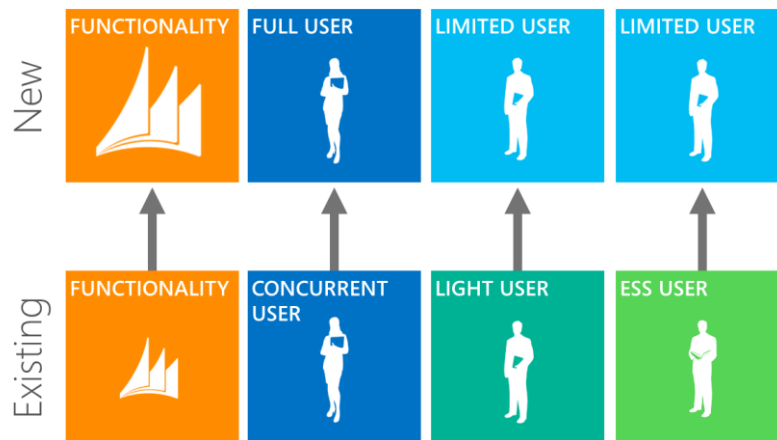 New
FUNCTIONALITY
FULL USER
LIMITED USER
LIMITED USER
Existing
FUNCTIONALITY
CONCURRENT
USER
LIGHT USER
ESS USER